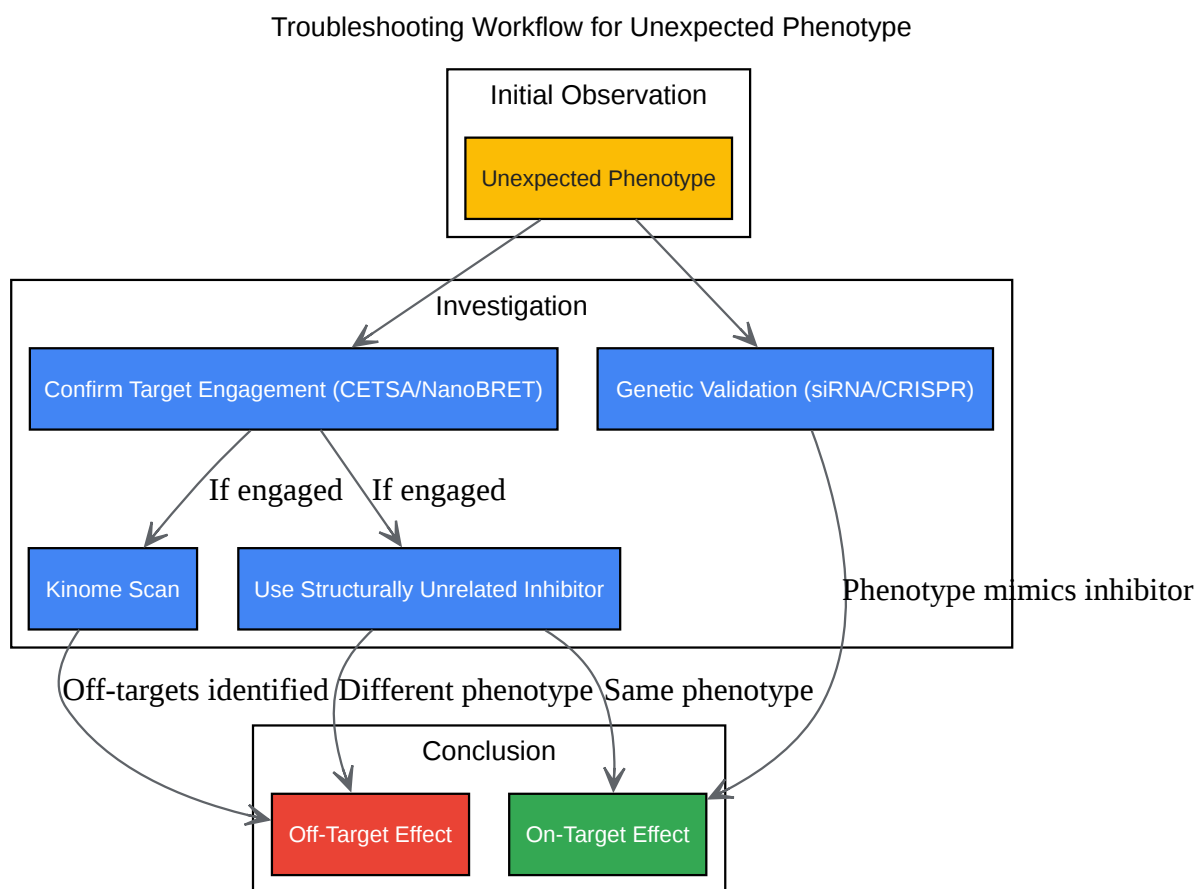 Troubleshooting Workflow for Unexpected Phenotype
Initial Observation
Unexpected Phenotype
Investigation
Confirm Target Engagement (CETSA/NanoBRET)
Genetic Validation (siRNA/CRISPR)
If engaged
If engaged
Kinome Scan
Use Structurally Unrelated Inhibitor
Phenotype mimics inhibitor
Off-targets identified
Different phenotype
Same phenotype
Conclusion
Off-Target Effect
On-Target Effect